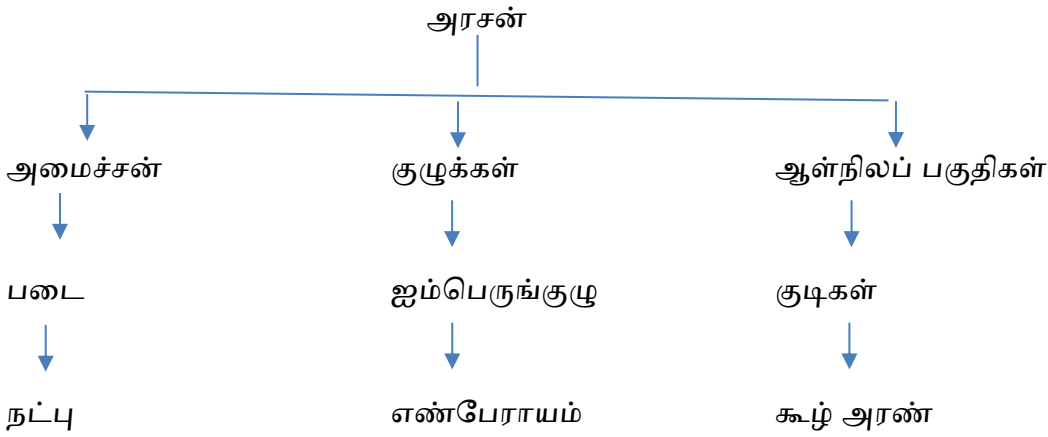 அரசன்
அமைச்சன் குழுக்கள் ஆள்நிலப் பகுதிகள்
படை ஐம்பெருங்குழு குடிகள்
நட்பு எண்பேராயம் கூழ் அரண்